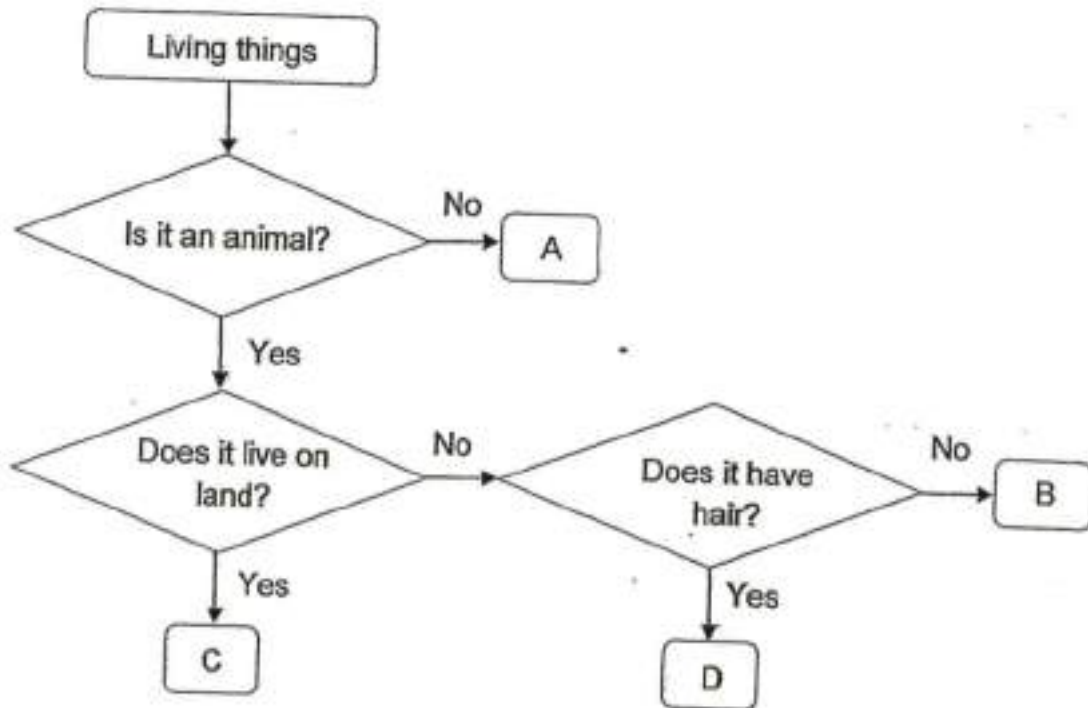 Living things
Is it an animal?
No
A
Yes
Does it live on
land?
No
Does it have
hair?
No
B
Yes
C
Yes
D